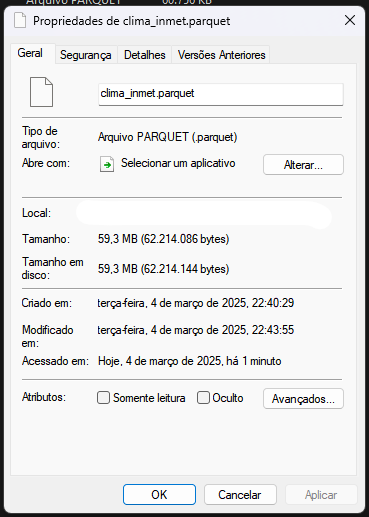 Arquivo PARQUET
Propriedades de clima_inmet.parquet
Geral Segurança Detalhes Versões Anteriores
clima_inmet.parquet
Tipo de
arquivo:
Arquivo PARQUET (.parquet)
Abre com:
Selecionar um aplicativo
Alterar...
Local:
Tamanho:
59,3 MB (62.214.086 bytes)
Tamanho em
disco:
59,3 MB (62.214.144 bytes)
Criado em:
terça-feira, 4 de março de 2025, 22:40:29
Modificado
em:
terça-feira, 4 de março de 2025, 22:43:55
Acessado em:
Hoje, 4 de março de 2025, há 1 minuto
Atributos:
Somente leitura
Oculto
Avançados...
OK
Cancelar
Aplicar